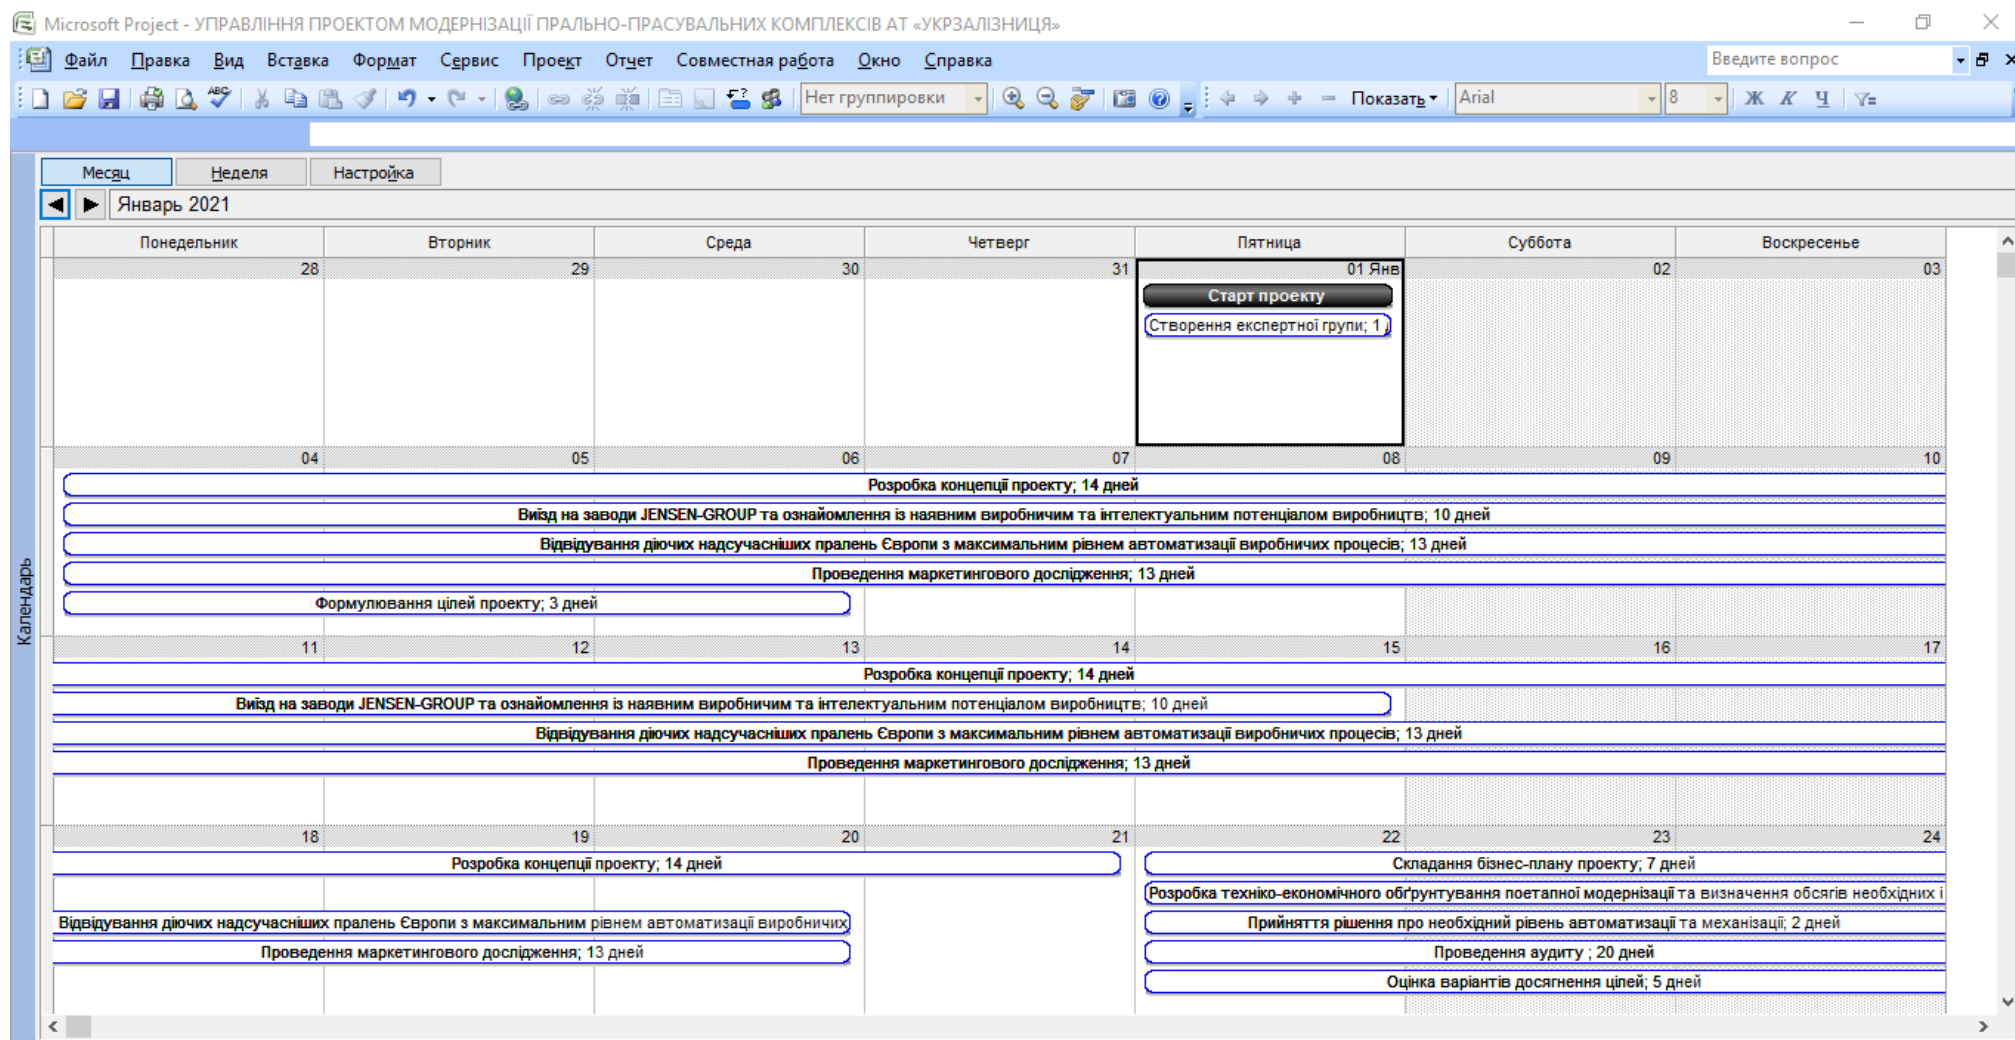 Microsoft Project - УПРАВЛІННЯ ПРОЕКТОМ МОДЕРНІЗАЦІЇ ПРАЛЬНО-ПРАСУВАЛЬНИХ КОМПЛЕКСІВ АТ «УКРЗАЛІЗНИЦЯ»
Файл Правка Вид Вставка Формат Сервис Проект Отчет Совместная работа Окно Справка Введите вопрос
ABC Нет группировки Показать Arial 8 Ж К Ч
Месяц Неделя Настройка
Январь 2021
Понедельник Вторник Среда Четверг Пятница Суббота Воскресенье
28 29 30 31 01 Янв 02 03
Старт проекту
Створення експертної групи; 1
04 05 06 07 08 09 10
Розробка концепції проекту; 14 дней
Виїзд на заводи JENSEN-GROUP та ознайомлення із наявним виробничим та інтелектуальним потенціалом виробництв; 10 дней
Відвідування діючих надсучасніших пралень Європи з максимальним рівнем автоматизації виробничих процесів; 13 дней
Проведення маркетингового дослідження; 13 дней
Формулювання цілей проекту; 3 дней
Календарь
11 12 13 14 15 16 17
Розробка концепції проекту; 14 дней
Виїзд на заводи JENSEN-GROUP та ознайомлення із наявним виробничим та інтелектуальним потенціалом виробництв; 10 дней
Відвідування діючих надсучасніших пралень Європи з максимальним рівнем автоматизації виробничих процесів; 13 дней
Проведення маркетингового дослідження; 13 дней
18 19 20 21 22 23 24
Розробка концепції проекту; 14 дней Складання бізнес-плану проекту; 7 дней
Розробка техніко-економічного обґрунтування поетапної модернізації та визначення обсягів необхідних і
Відвідування діючих надсучасніших пралень Європи з максимальним рівнем автоматизації виробничих Прийняття рішення про необхідний рівень автоматизації та механізації; 2 дней
Проведення маркетингового дослідження; 13 дней Проведення аудиту ; 20 дней
Оцінка варіантів досягнення цілей; 5 дней